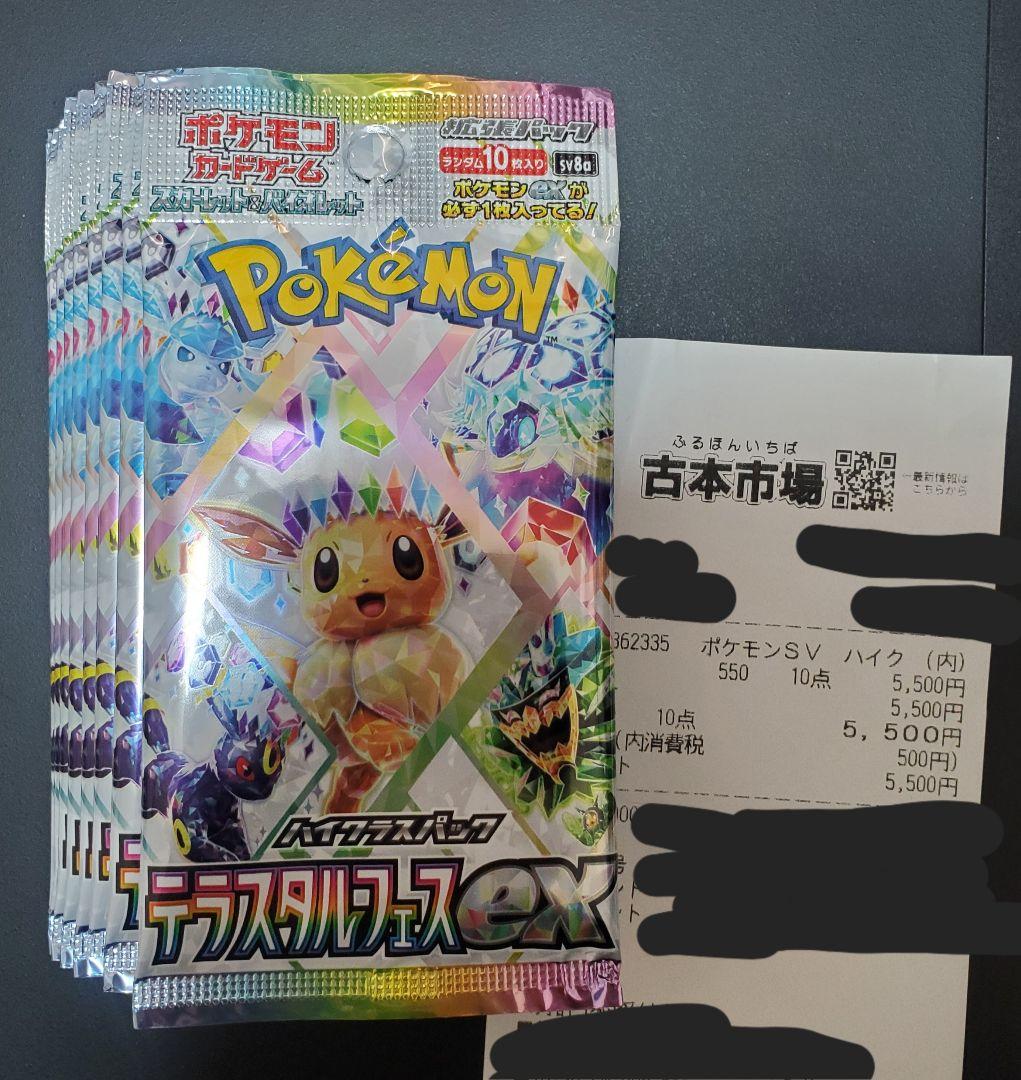 ポケモン
カードゲーム
スカーレット&バイオレット
拡張パック
ランダム10枚入り
sv8a
ポケモンexが
必ず1枚入ってる!
POKéMON
TM
ハイクラスパック
テラスタルフェスex
ふるほんいちば
古本市場
最新情報は
こちらから
362335 ポケモンSV ハイク (内)
550 10点 5,500円
5,500円
10点 5,500円
(内消費税 500円)
ト 5,500円